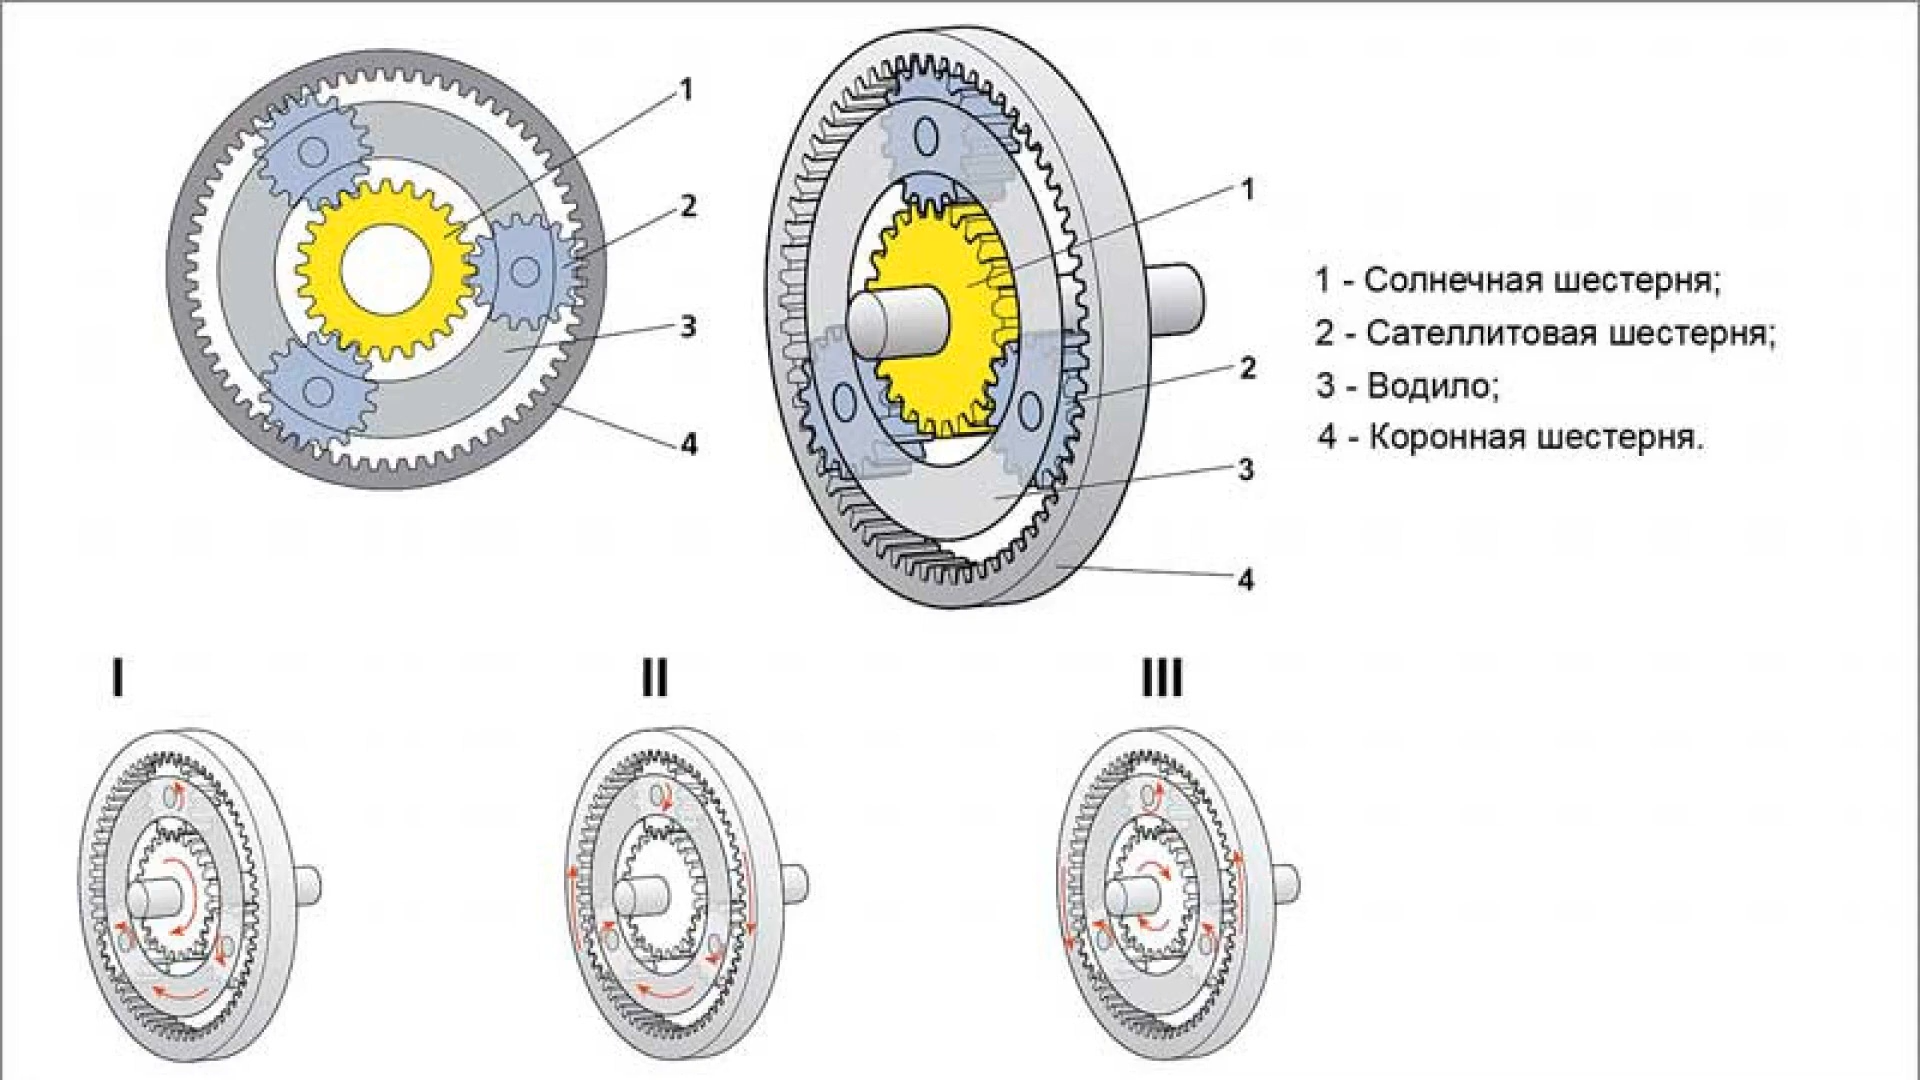 1
2
3
4
1
2
3
4
1 - Солнечная шестерня;
2 - Сателлитовая шестерня;
3 - Водило;
4 - Коронная шестерня.
I
II
III